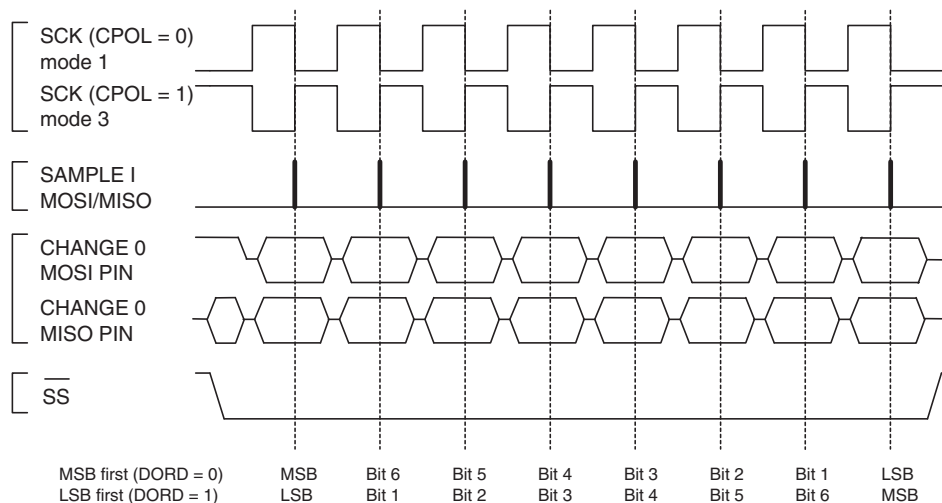 SCK (CPOL = 0)
mode 1
SCK (CPOL = 1)
mode 3
SAMPLE I
MOSI/MISO
CHANGE 0
MOSI PIN
CHANGE 0
MISO PIN
SS
MSB first (DORD = 0) MSB Bit 6 Bit 5 Bit 4 Bit 3 Bit 2 Bit 1 LSB
LSB first (DORD = 1) LSB Bit 1 Bit 2 Bit 3 Bit 4 Bit 5 Bit 6 MSB